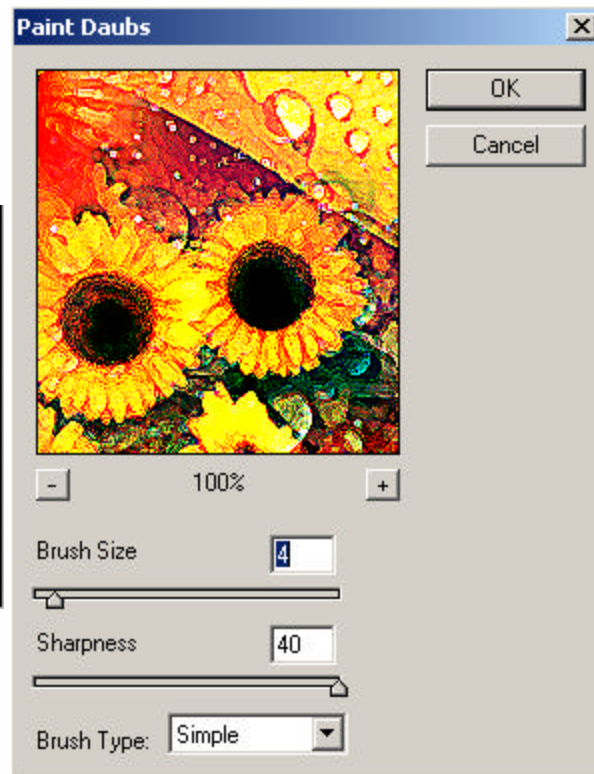 Paint Daubs
OK
Cancel
- 100% +
Brush Size 4
Sharpness 40
Brush Type: Simple